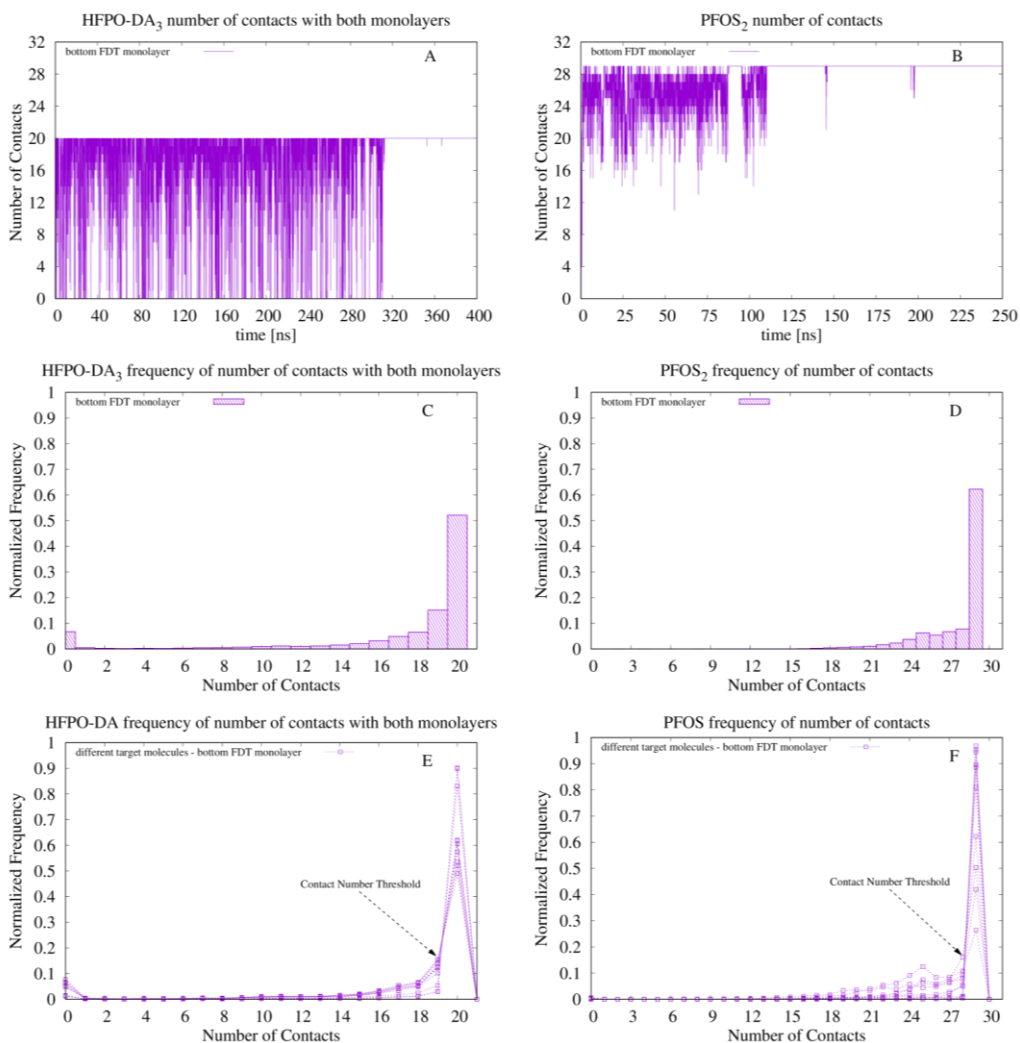 HFPO-DA₃ number of contacts with both monolayers
bottom FDT monolayer
A
32
28
24
20
16
12
8
4
0
Number of Contacts
0 40 80 120 160 200 240 280 320 360 400
time [ns]
PFOS₂ number of contacts
bottom FDT monolayer
B
32
28
24
20
16
12
8
4
0
Number of Contacts
0 25 50 75 100 125 150 175 200 225 250
time [ns]
HFPO-DA₃ frequency of number of contacts with both monolayers
bottom FDT monolayer
C
1
0.9
0.8
0.7
0.6
0.5
0.4
0.3
0.2
0.1
0
Normalized Frequency
0 2 4 6 8 10 12 14 16 18 20
Number of Contacts
PFOS₂ frequency of number of contacts
bottom FDT monolayer
D
1
0.9
0.8
0.7
0.6
0.5
0.4
0.3
0.2
0.1
0
Normalized Frequency
0 3 6 9 12 15 18 21 24 27 30
Number of Contacts
HFPO-DA frequency of number of contacts with both monolayers
different target molecules - bottom FDT monolayer
E
1
0.9
0.8
0.7
0.6
0.5
0.4
0.3
0.2
0.1
0
Normalized Frequency
Contact Number Threshold
0 2 4 6 8 10 12 14 16 18 20
Number of Contacts
PFOS frequency of number of contacts
different target molecules - bottom FDT monolayer
F
1
0.9
0.8
0.7
0.6
0.5
0.4
0.3
0.2
0.1
0
Normalized Frequency
Contact Number Threshold
0 3 6 9 12 15 18 21 24 27 30
Number of Contacts